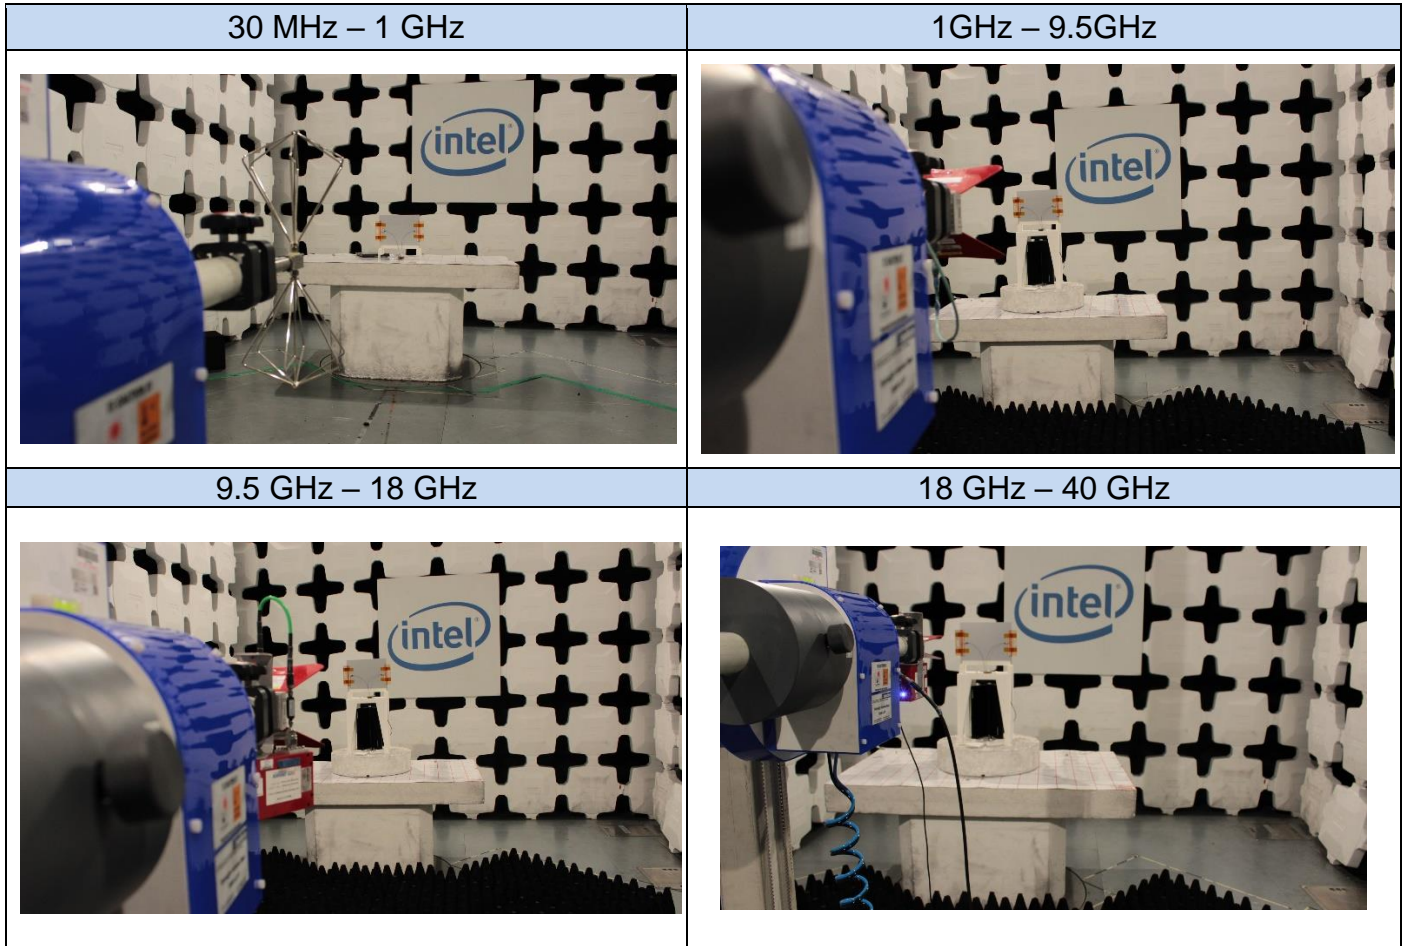 30 MHz – 1 GHz
1GHz – 9.5GHz
intel
intel
9.5 GHz – 18 GHz
18 GHz – 40 GHz
intel
intel